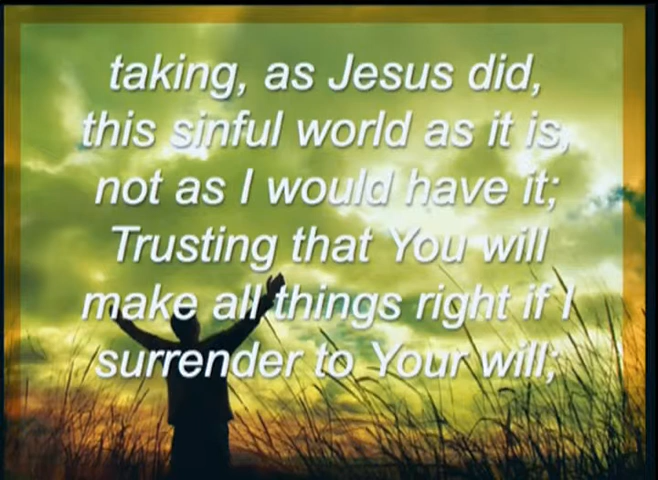 taking, as Jesus did,
this sinful world as it is,
not as I would have it;
Trusting that You will
make all things right if I
surrender to Your will;